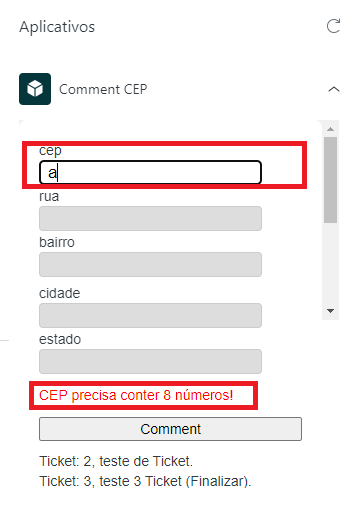 Aplicativos
Comment CEP
cep
a
rua
bairro
cidade
estado
CEP precisa conter 8 números!
Comment
Ticket: 2, teste de Ticket.
Ticket: 3, teste 3 Ticket (Finalizar).